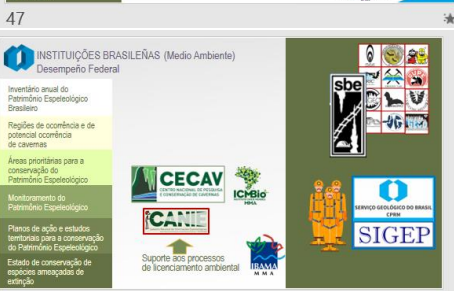 47
INSTITUIÇÕES BRASILEÑAS (Medio Ambiente)
Desempeño Federal
Inventário anual do
Patrimônio Espeleológico
Brasileiro
Regiões de ocorrência e de
potencial ocorrência
de cavernas
Áreas prioritárias para a
conservação do
Patrimônio Espeleológico
Monitoramento do
Patrimônio Espeleológico
Planos de ação e estudos
territoriais para a conservação
do Patrimônio Espeleológico
Estado de conservação de
espécies ameaçadas de
extinção
CECAV
CENTRO NACIONAL DE PESQUISA
E CONSERVAÇÃO DE CAVERNAS
ICMBio
MMA
CANIE
Suporte aos processos
de licenciamento ambiental
IBAMA
M M A
sbe
SERVIÇO GEOLÓGICO DO BRASIL
CPRM
SIGEP